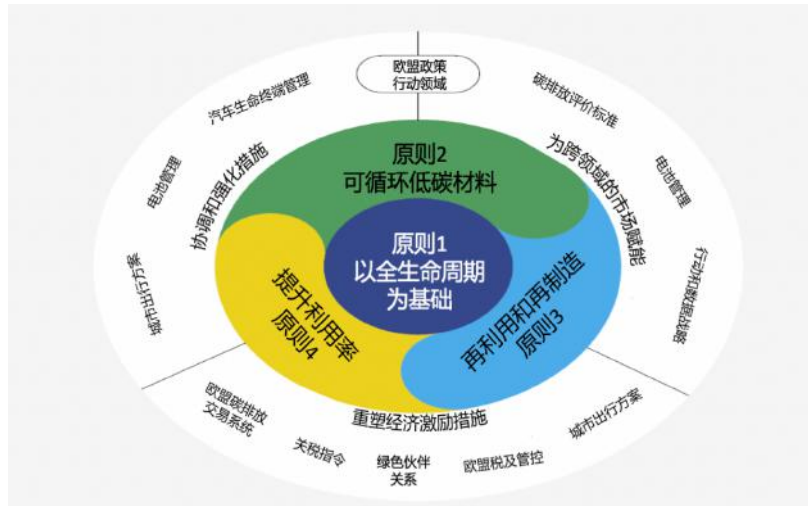 欧盟政策
行动领域
汽车生命终端管理
电池管理
城市出行方案
协调和强化措施
碳排放评价标准
电池管理
行动和数据战略
为跨领域的市场赋能
原则2
可循环低碳材料
原则1
以全生命周期
为基础
提升利用率
原则4
再利用和再制造
原则3
重塑经济激励措施
欧盟碳排放
交易系统
关税指令
绿色伙伴
关系
欧盟税及管控
城市出行方案